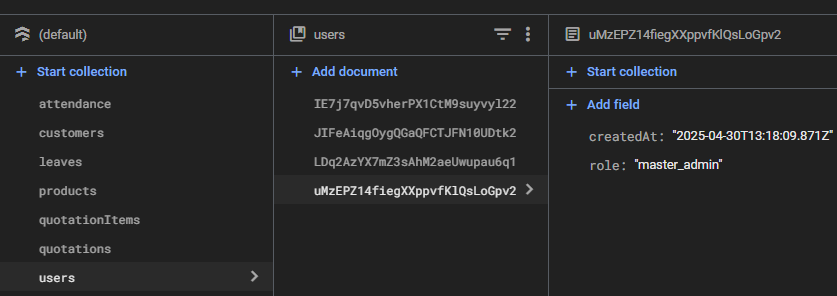 (default)
users
uMzEPZ14fiegXXppvfKlQsLoGpv2
+ Start collection
+ Add document
+ Start collection
attendance
customers
leaves
products
quotationItems
quotations
users
IE7j7qvD5vherPX1CtM9suyvyl22
JIFeAiqgOygQGaQFCTJFN10UDtk2
LDq2AzYX7mZ3sAhM2aeUwupau6q1
uMzEPZ14fiegXXppvfKlQsLoGpv2
+ Add field
createdAt: "2025-04-30T13:18:09.871Z"
role: "master_admin"